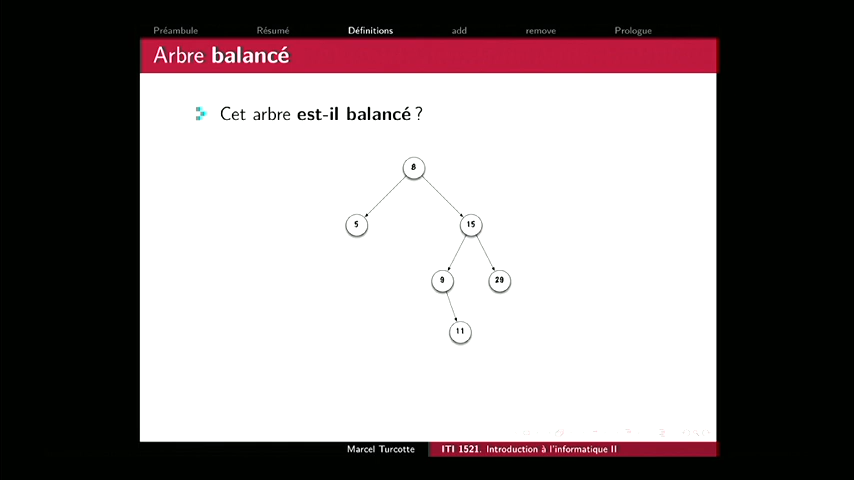 Préambule Résumé Définitions add remove Prologue
Arbre balancé
Cet arbre est-il balancé ?
8
5 15
9 29
11
Marcel Turcotte ITI 1521. Introduction à l'informatique II